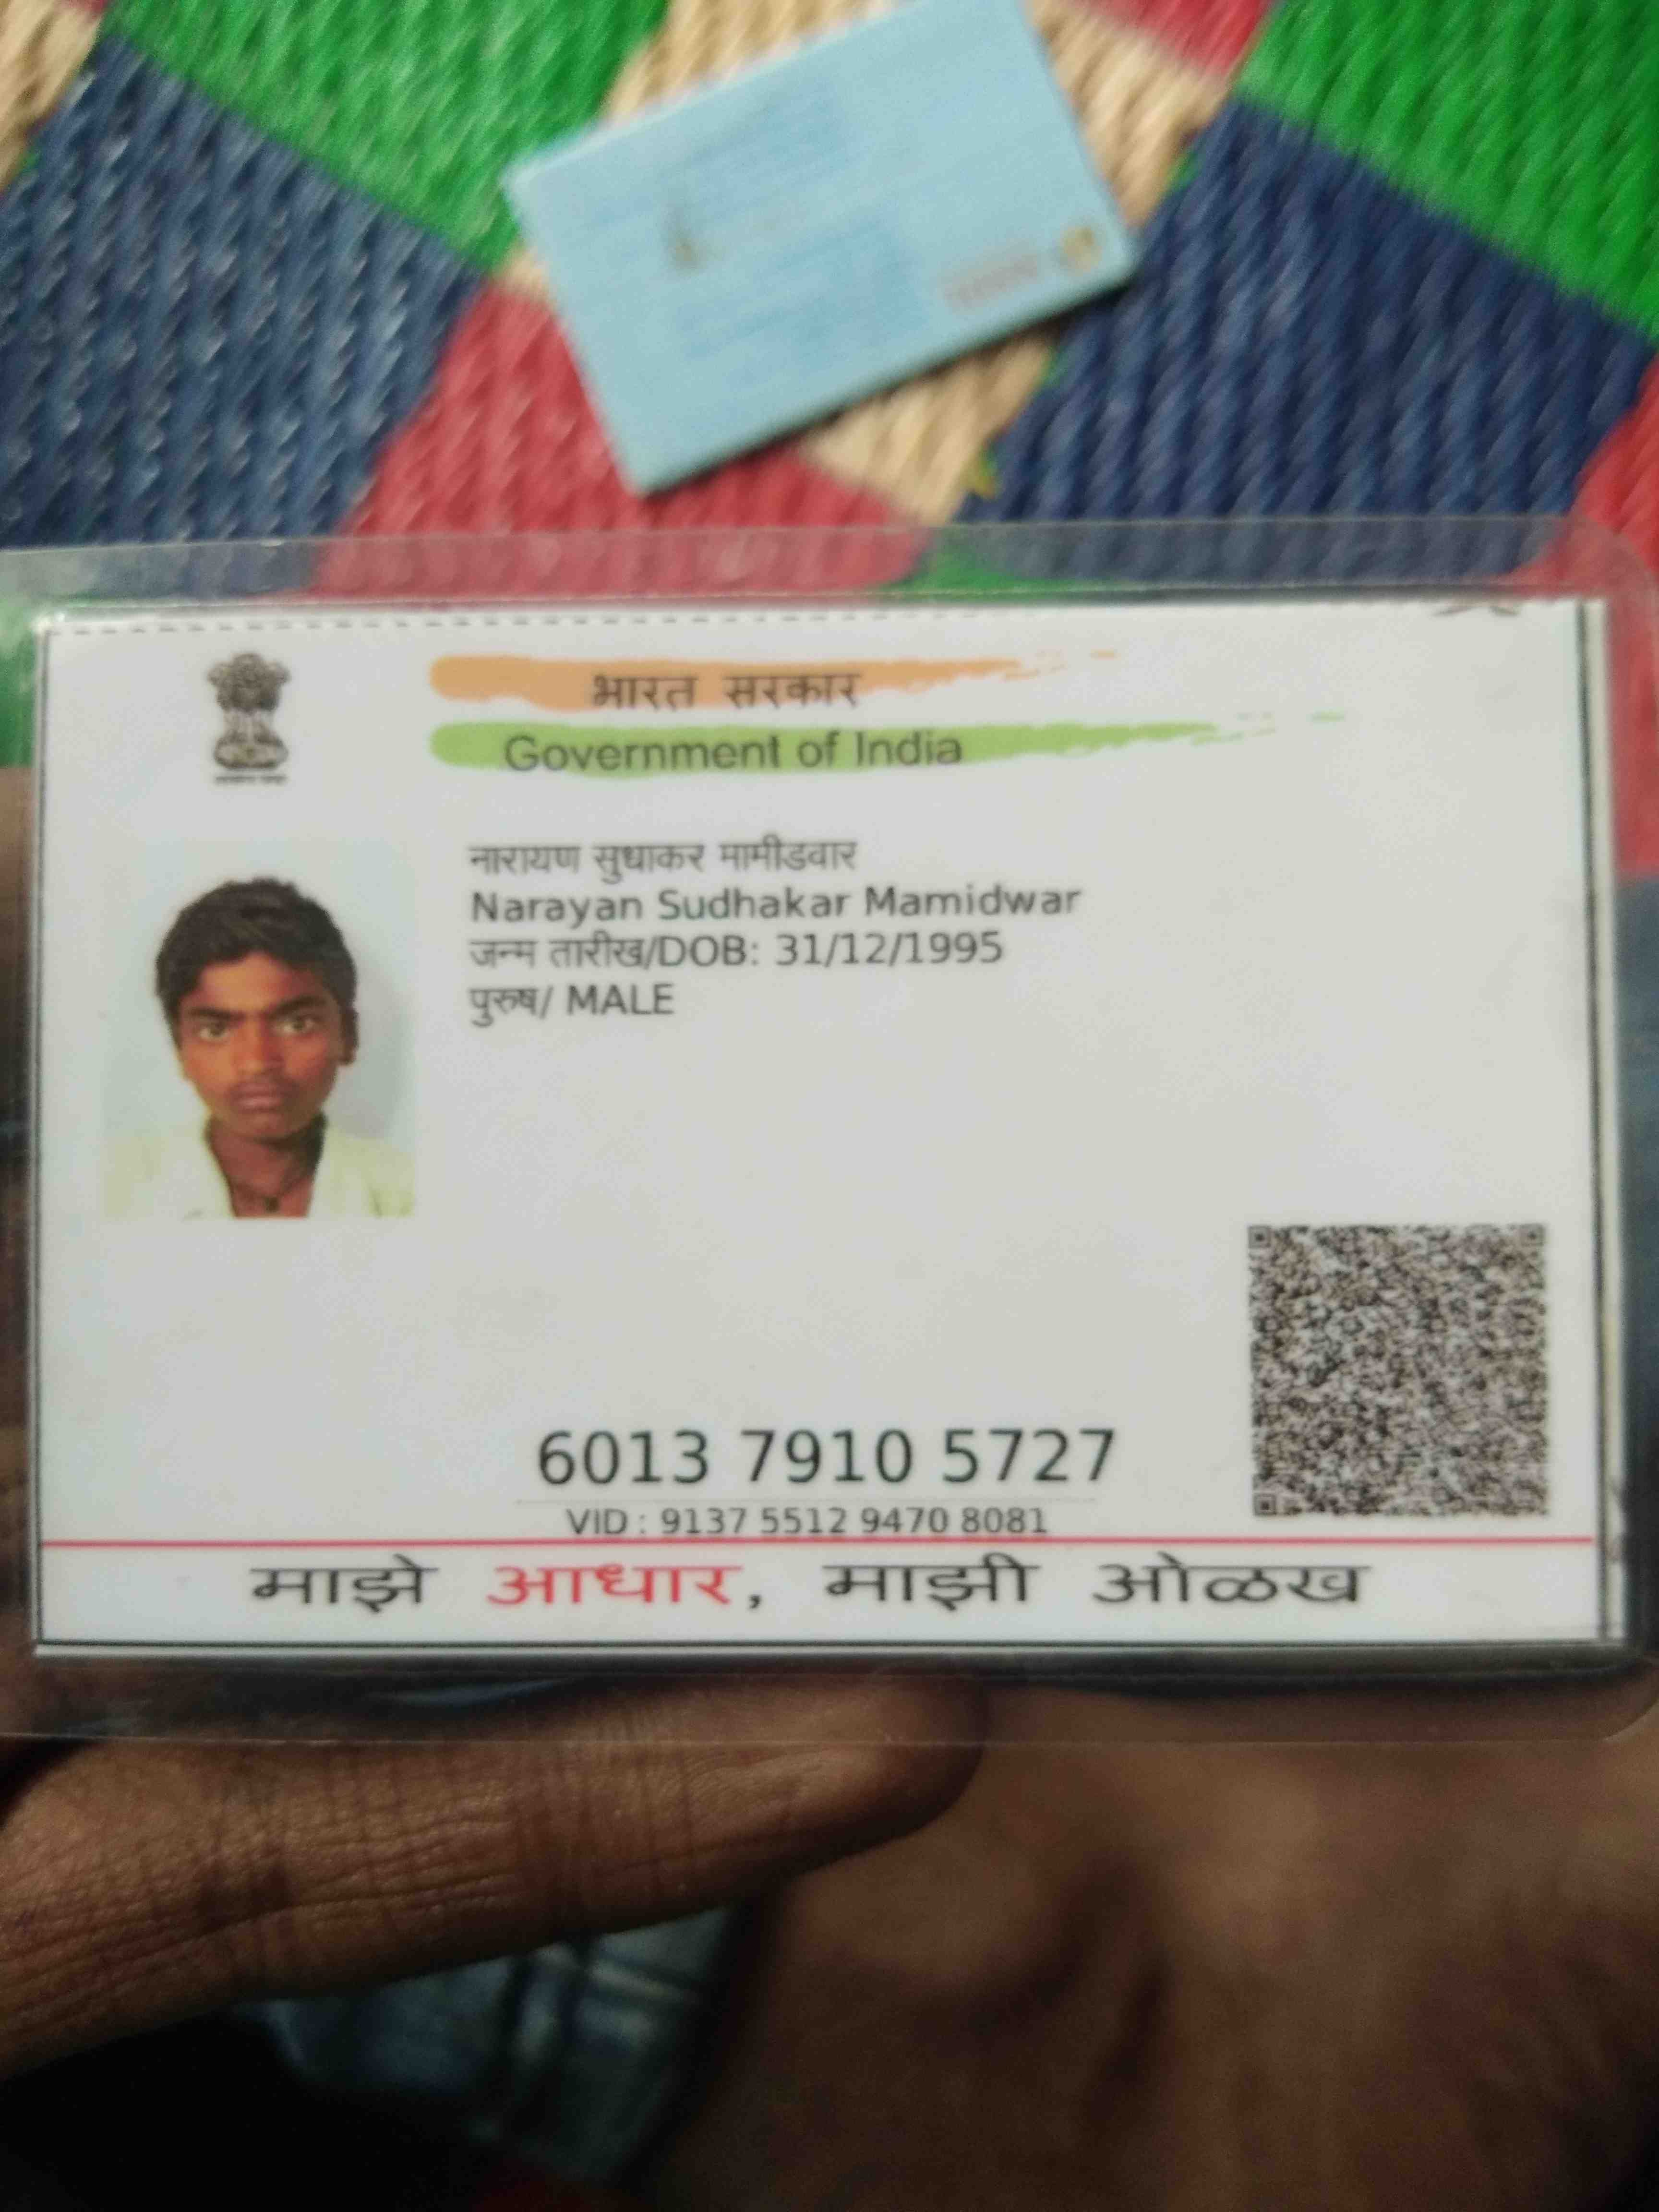 भारत सरकार
Government of India
नारायण सुधाकर मामीडवार
Narayan Sudhakar Mamidwar
जन्म तारीख/DOB: 31/12/1995
पुरुष/ MALE
6013 7910 5727
VID : 9137 5512 9470 8081
माझे आधार, माझी ओळख